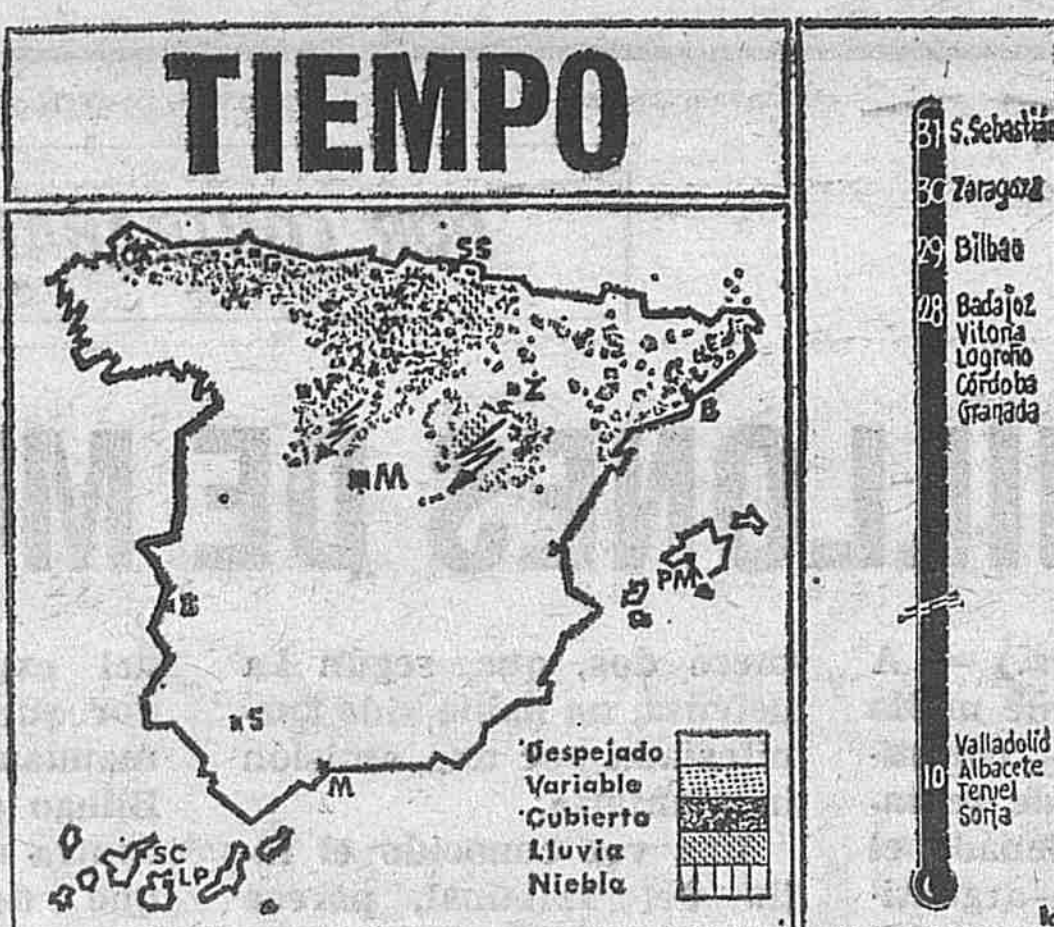 TIEMPO
SS
V
Z
B
M
PM
B
S
M
SC
LP
Despejado
Variable
Cubierto
Lluvia
Niebla
31 S. Sebastián
30 Zaragoza
29 Bilbao
28 Badajoz
Vitoria
Logroño
Córdoba
Granada
10 Valladolid
Albacete
Teruel
Soria